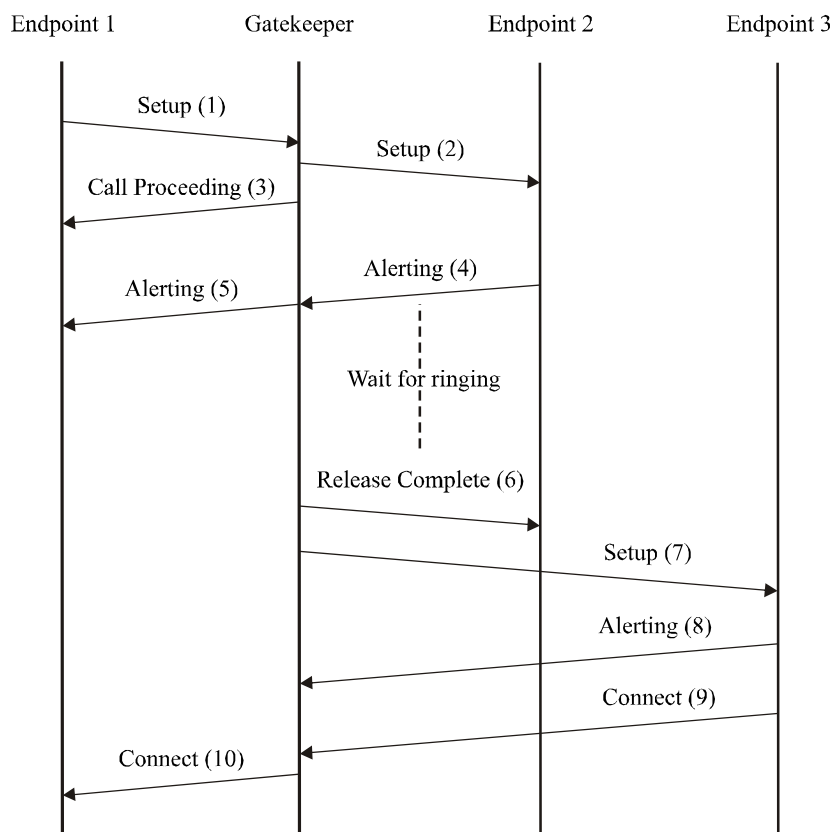 Endpoint 1
Gatekeeper
Endpoint 2
Endpoint 3
Setup (1)
Setup (2)
Call Proceeding (3)
Alerting (4)
Alerting (5)
Wait for ringing
Release Complete (6)
Setup (7)
Alerting (8)
Connect (9)
Connect (10)